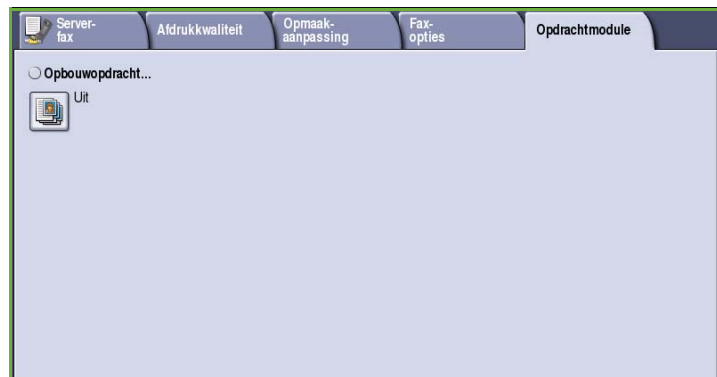 Server-
fax
Afdrukkwaliteit
Opmaak-
aanpassing
Fax-
opties
Opdrachtmodule
Opbouwopdracht...
Uit